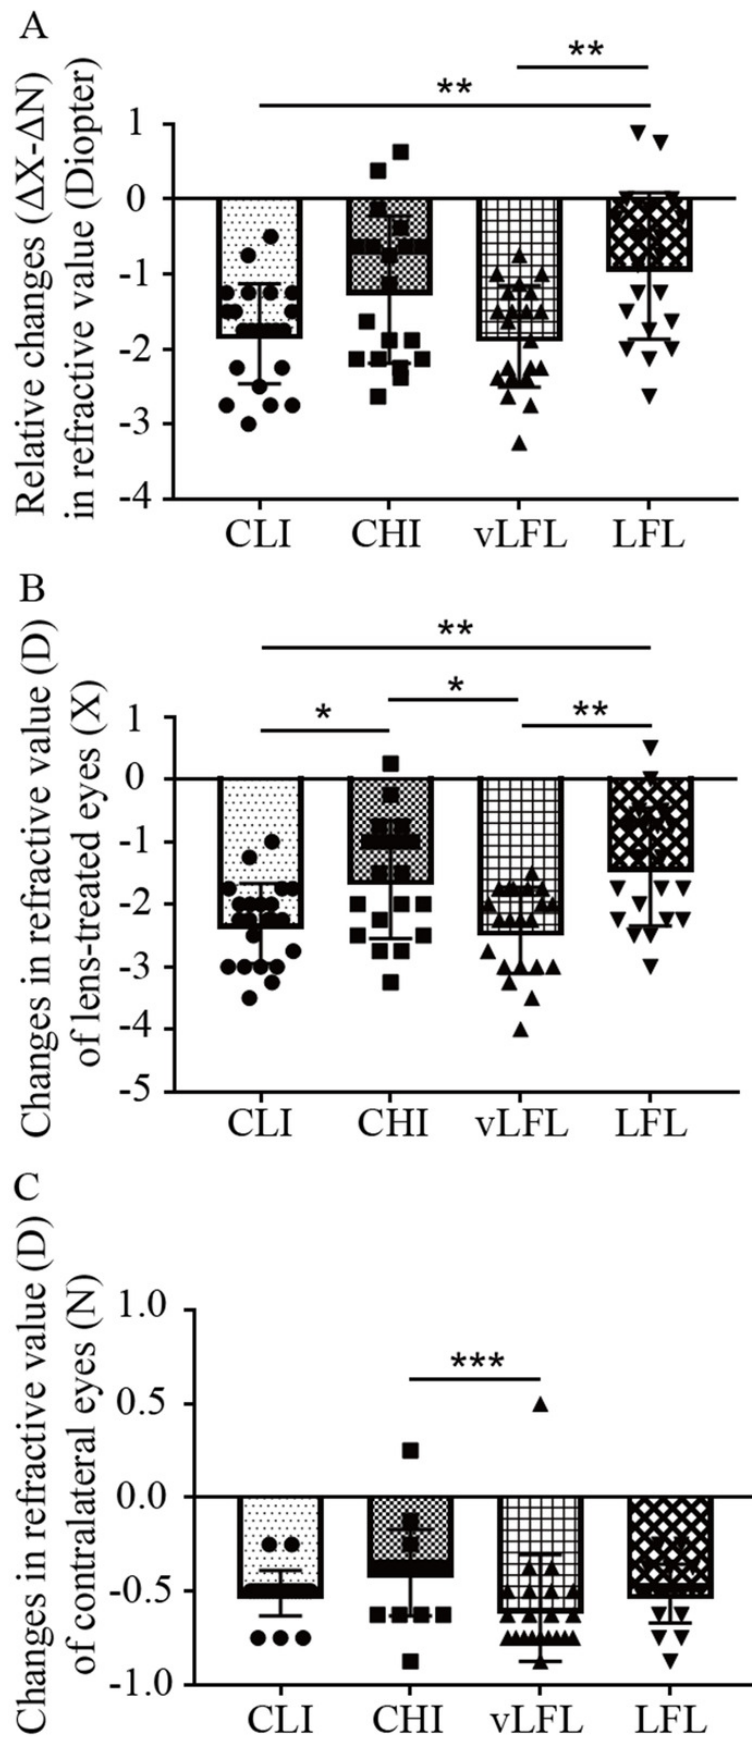 A
Relative changes (ΔX-ΔN)
in refractive value (Diopter)
**
**
1
0
-1
-2
-3
-4
CLI CHI vLFL LFL
B
Changes in refractive value (D)
of lens-treated eyes (X)
**
*
*
**
1
0
-1
-2
-3
-4
-5
CLI CHI vLFL LFL
C
Changes in refractive value (D)
of contralateral eyes (N)
***
1.0
0.5
0.0
-0.5
-1.0
CLI CHI vLFL LFL